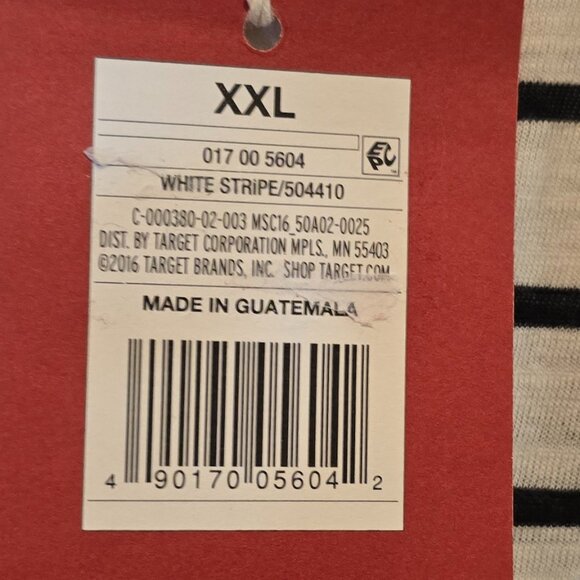 XXL
017 00 5604
EPC™
WHITE STRiPE/504410
C-000380-02-003 MSC16_50A02-0025
DIST. BY TARGET CORPORATION MPLS, MN 55403
©2016 TARGET BRANDS, INC. SHOP TARGET.COM
MADE IN GUATEMALA
4 90170 05604 2